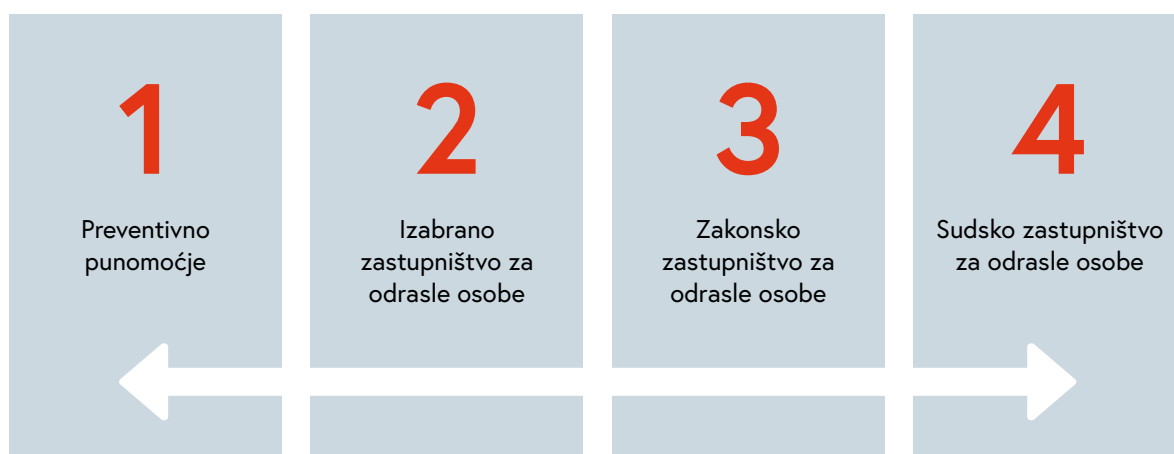 1
Preventivno
punomoćje
2
Izabrano
zastupništvo za
odrasle osobe
3
Zakonsko
zastupništvo za
odrasle osobe
4
Sudsko zastupništvo
za odrasle osobe